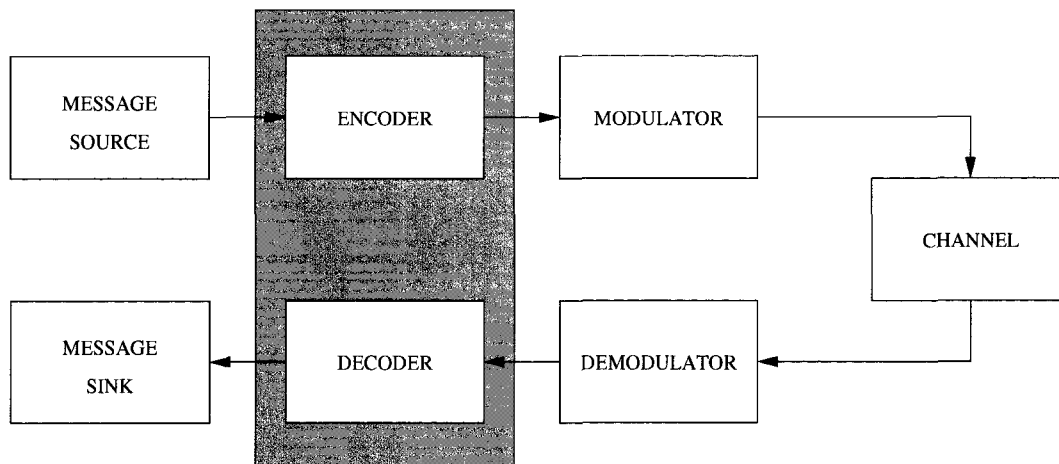 MESSAGE
SOURCE
ENCODER
MODULATOR
CHANNEL
DEMODULATOR
DECODER
MESSAGE
SINK